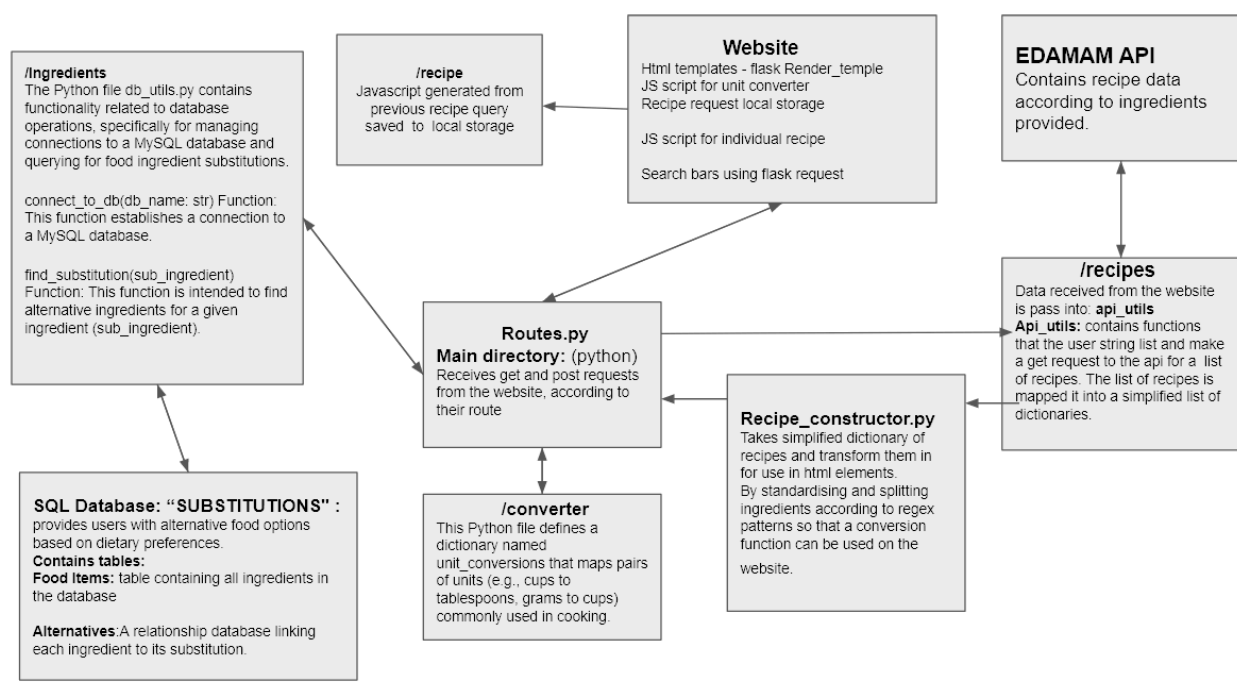 /Ingredients
The Python file db_utils.py contains
functionality related to database
operations, specifically for managing
connections to a MySQL database and
querying for food ingredient substitutions.
connect_to_db(db_name: str) Function:
This function establishes a connection to
a MySQL database.
find_substitution(sub_ingredient)
Function: This function is intended to find
alternative ingredients for a given
ingredient (sub_ingredient).
/recipe
Javascript generated from
previous recipe query
saved to local storage
Website
Html templates - flask Render_temple
JS script for unit converter
Recipe request local storage
JS script for individual recipe
Search bars using flask request
EDAMAM API
Contains recipe data
according to ingredients
provided.
/recipes
Data received from the website
is pass into: api_utils
Api_utils: contains functions
that the user string list and make
a get request to the api for a list
of recipes. The list of recipes is
mapped it into a simplified list of
dictionaries.
Routes.py
Main directory: (python)
Receives get and post requests
from the website, according to
their route
Recipe_constructor.py
Takes simplified dictionary of
recipes and transform them in
for use in html elements.
By standardising and splitting
ingredients according to regex
patterns so that a conversion
function can be used on the
website.
SQL Database: “SUBSTITUTIONS" :
provides users with alternative food options
based on dietary preferences.
Contains tables:
Food Items: table containing all ingredients in
the database
Alternatives:A relationship database linking
each ingredient to its substitution.
/converter
This Python file defines a
dictionary named
unit_conversions that maps pairs
of units (e.g., cups to
tablespoons, grams to cups)
commonly used in cooking.